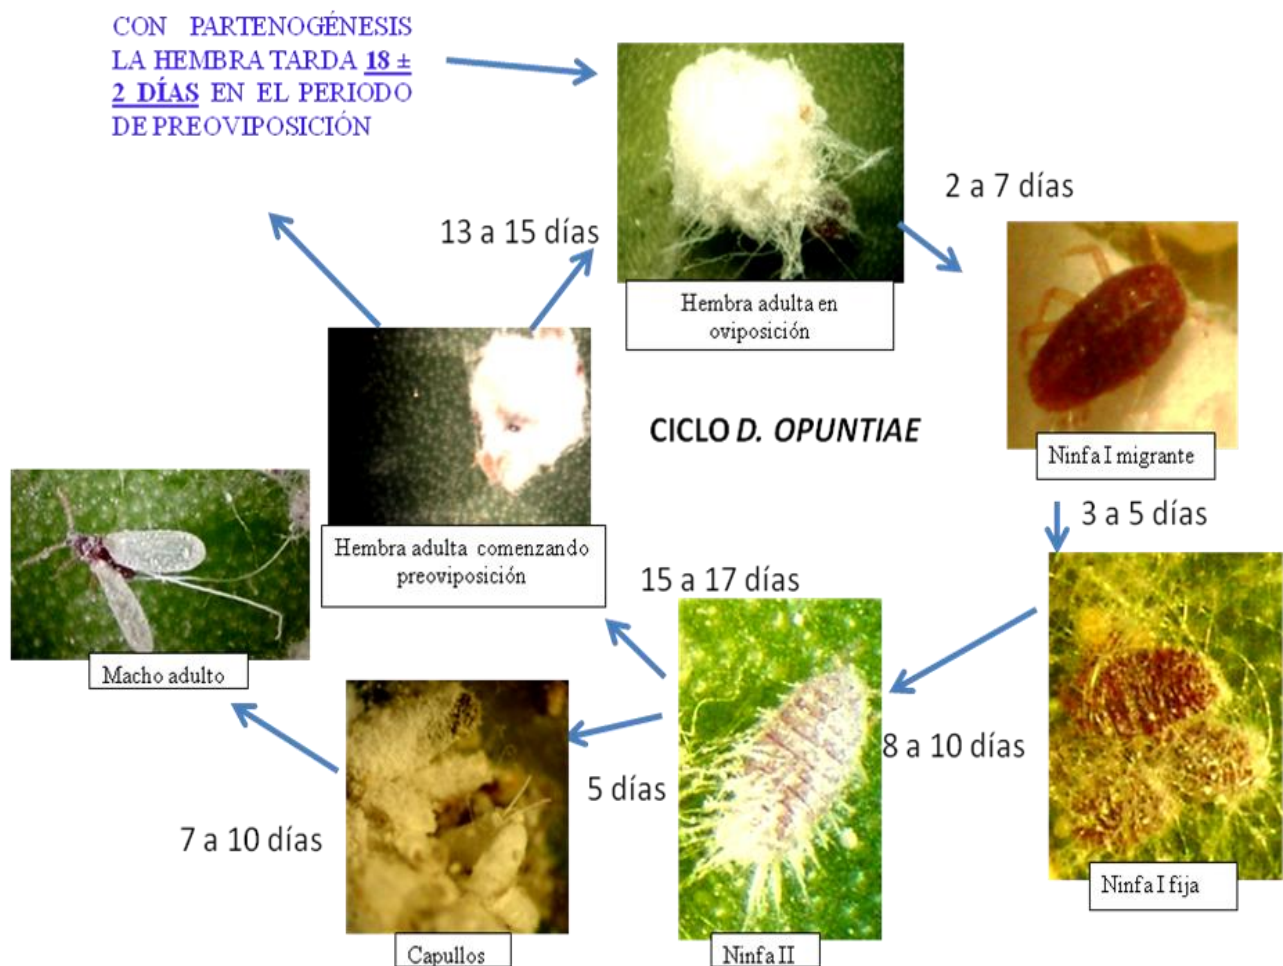 CON PARTENOGÉNESIS
LA HEMBRA TARDA 18 ±
2 DÍAS EN EL PERIODO
DE PREOVIPOSICIÓN
13 a 15 días
2 a 7 días
Hembra adulta en
oviposición
CICLO D. OPUNTIAE
Ninfa I migrante
3 a 5 días
Hembra adulta comenzando
preoviposición
15 a 17 días
Macho adulto
8 a 10 días
5 días
7 a 10 días
Ninfa I fija
Capullos
Ninfa II